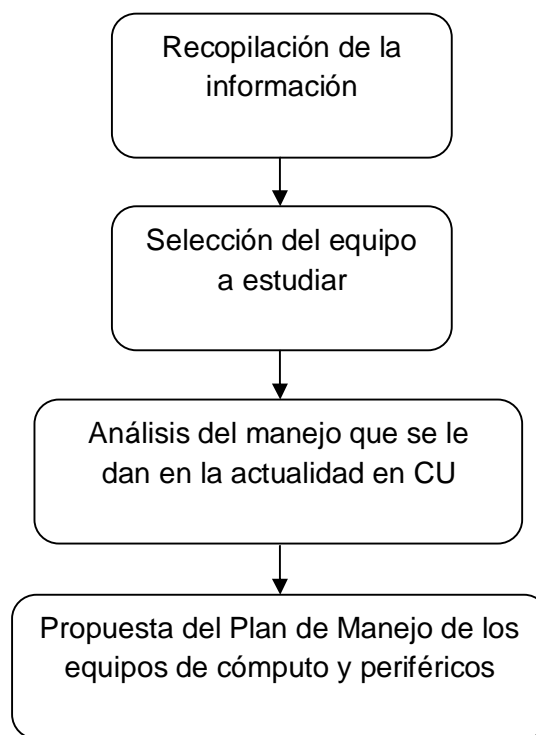 Recopilación de la
información
Selección del equipo
a estudiar
Análisis del manejo que se le
dan en la actualidad en CU
Propuesta del Plan de Manejo de los
equipos de cómputo y periféricos